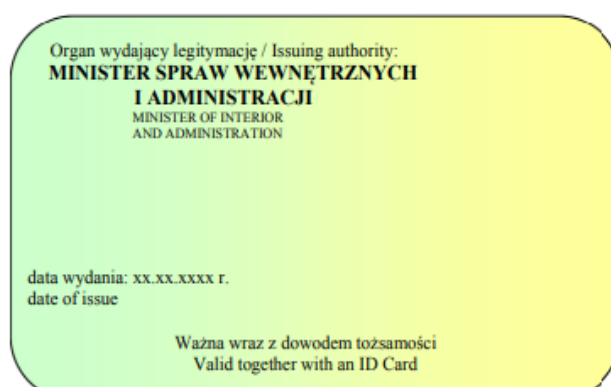 Organ wydający legitymację / Issuing authority:
MINISTER SPRAW WEWNĘTRZNYCH
I ADMINISTRACJI
MINISTER OF INTERIOR
AND ADMINISTRATION
data wydania: xx.xx.xxxx r.
date of issue
Ważna wraz z dowodem tożsamości
Valid together with an ID Card